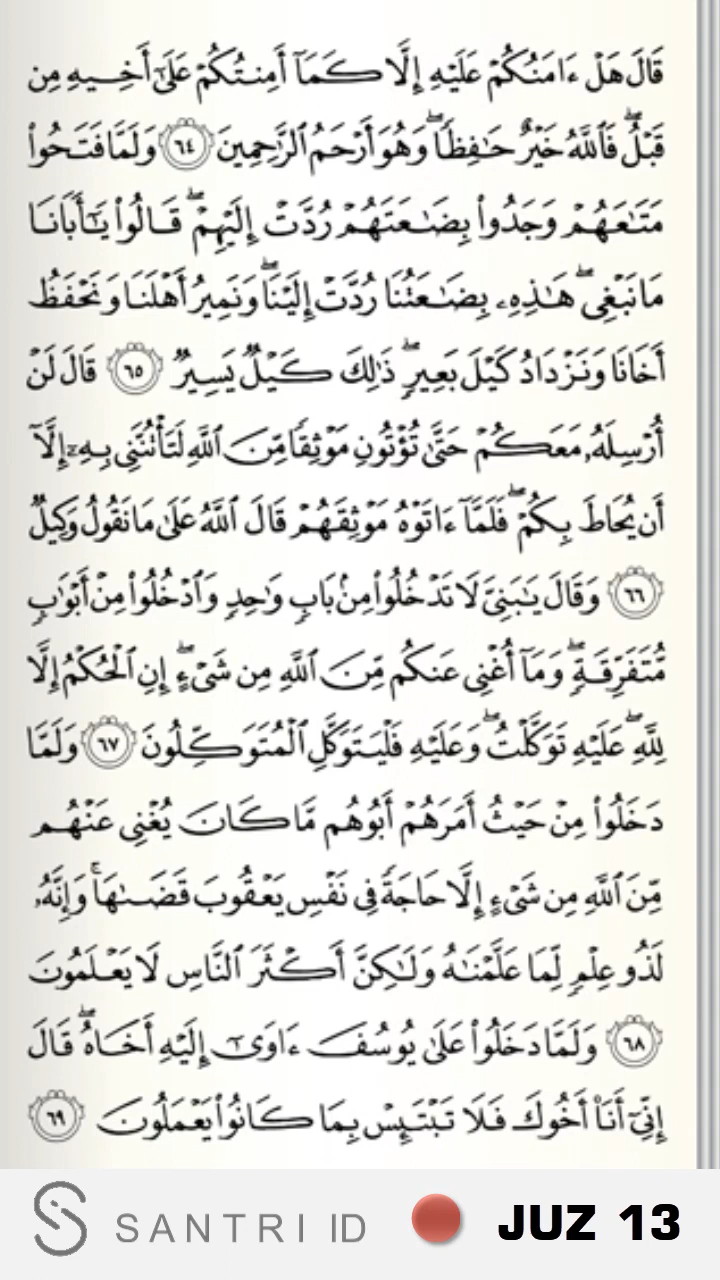 قَالَ هَلْ ءَامَنُكُمْ عَلَيْهِ إِلَّا كَمَآ أَمِنتُكُمْ عَلَىٰٓ أَخِيهِ مِن
قَبْلُ ۖ فَٱللَّهُ خَيْرٌ حَـٰفِظًا ۖ وَهُوَ أَرْحَمُ ٱلرَّٰحِمِينَ ٦٤ وَلَمَّا فَتَحُوا۟
مَتَـٰعَهُمْ وَجَدُوا۟ بِضَـٰعَتَهُمْ رُدَّتْ إِلَيْهِمْ ۖ قَالُوا۟ يَـٰٓأَبَانَا
مَا نَبْغِى ۖ هَـٰذِهِۦ بِضَـٰعَتُنَا رُدَّتْ إِلَيْنَا ۖ وَنَمِيرُ أَهْلَنَا وَنَحْفَظُ
أَخَانَا وَنَزْدَادُ كَيْلَ بَعِيرٍ ۖ ذَٰلِكَ كَيْلٌ يَسِيرٌ ٦٥ قَالَ لَنْ
أُرْسِلَهُۥ مَعَكُمْ حَتَّىٰ تُؤْتُونِ مَوْثِقًا مِّنَ ٱللَّهِ لَتَأْتُنَّنِى بِهِۦٓ إِلَّآ
أَن يُحَاطَ بِكُمْ ۖ فَلَمَّآ ءَاتَوْهُ مَوْثِقَهُمْ قَالَ ٱللَّهُ عَلَىٰ مَا نَقُولُ وَكِيلٌ
٦٦ وَقَالَ يَـٰبَنِىَّ لَا تَدْخُلُوا۟ مِنۢ بَابٍ وَٰحِدٍ وَٱدْخُلُوا۟ مِنْ أَبْوَٰبٍ
مُّتَفَرِّقَةٍ ۖ وَمَآ أُغْنِى عَنكُم مِّنَ ٱللَّهِ مِن شَىْءٍ ۖ إِنِ ٱلْحُكْمُ إِلَّا
لِلَّهِ ۖ عَلَيْهِ تَوَكَّلْتُ ۖ وَعَلَيْهِ فَلْيَتَوَكَّلِ ٱلْمُتَوَكِّلُونَ ٦٧ وَلَمَّا
دَخَلُوا۟ مِنْ حَيْثُ أَمَرَهُمْ أَبُوهُم مَّا كَانَ يُغْنِى عَنْهُم
مِّنَ ٱللَّهِ مِن شَىْءٍ إِلَّا حَاجَةً فِى نَفْسِ يَعْقُوبَ قَضَىٰهَا ۚ وَإِنَّهُۥ
لَذُو عِلْمٍ لِّمَا عَلَّمْنَـٰهُ وَلَـٰكِنَّ أَكْثَرَ ٱلنَّاسِ لَا يَعْلَمُونَ
٦٨ وَلَمَّا دَخَلُوا۟ عَلَىٰ يُوسُفَ ءَاوَىٰٓ إِلَيْهِ أَخَاهُ ۖ قَالَ
إِنِّىٓ أَنَا۠ أَخُوكَ فَلَا تَبْتَئِسْ بِمَا كَانُوا۟ يَعْمَلُونَ ٦٩
SANTRI ID JUZ 13